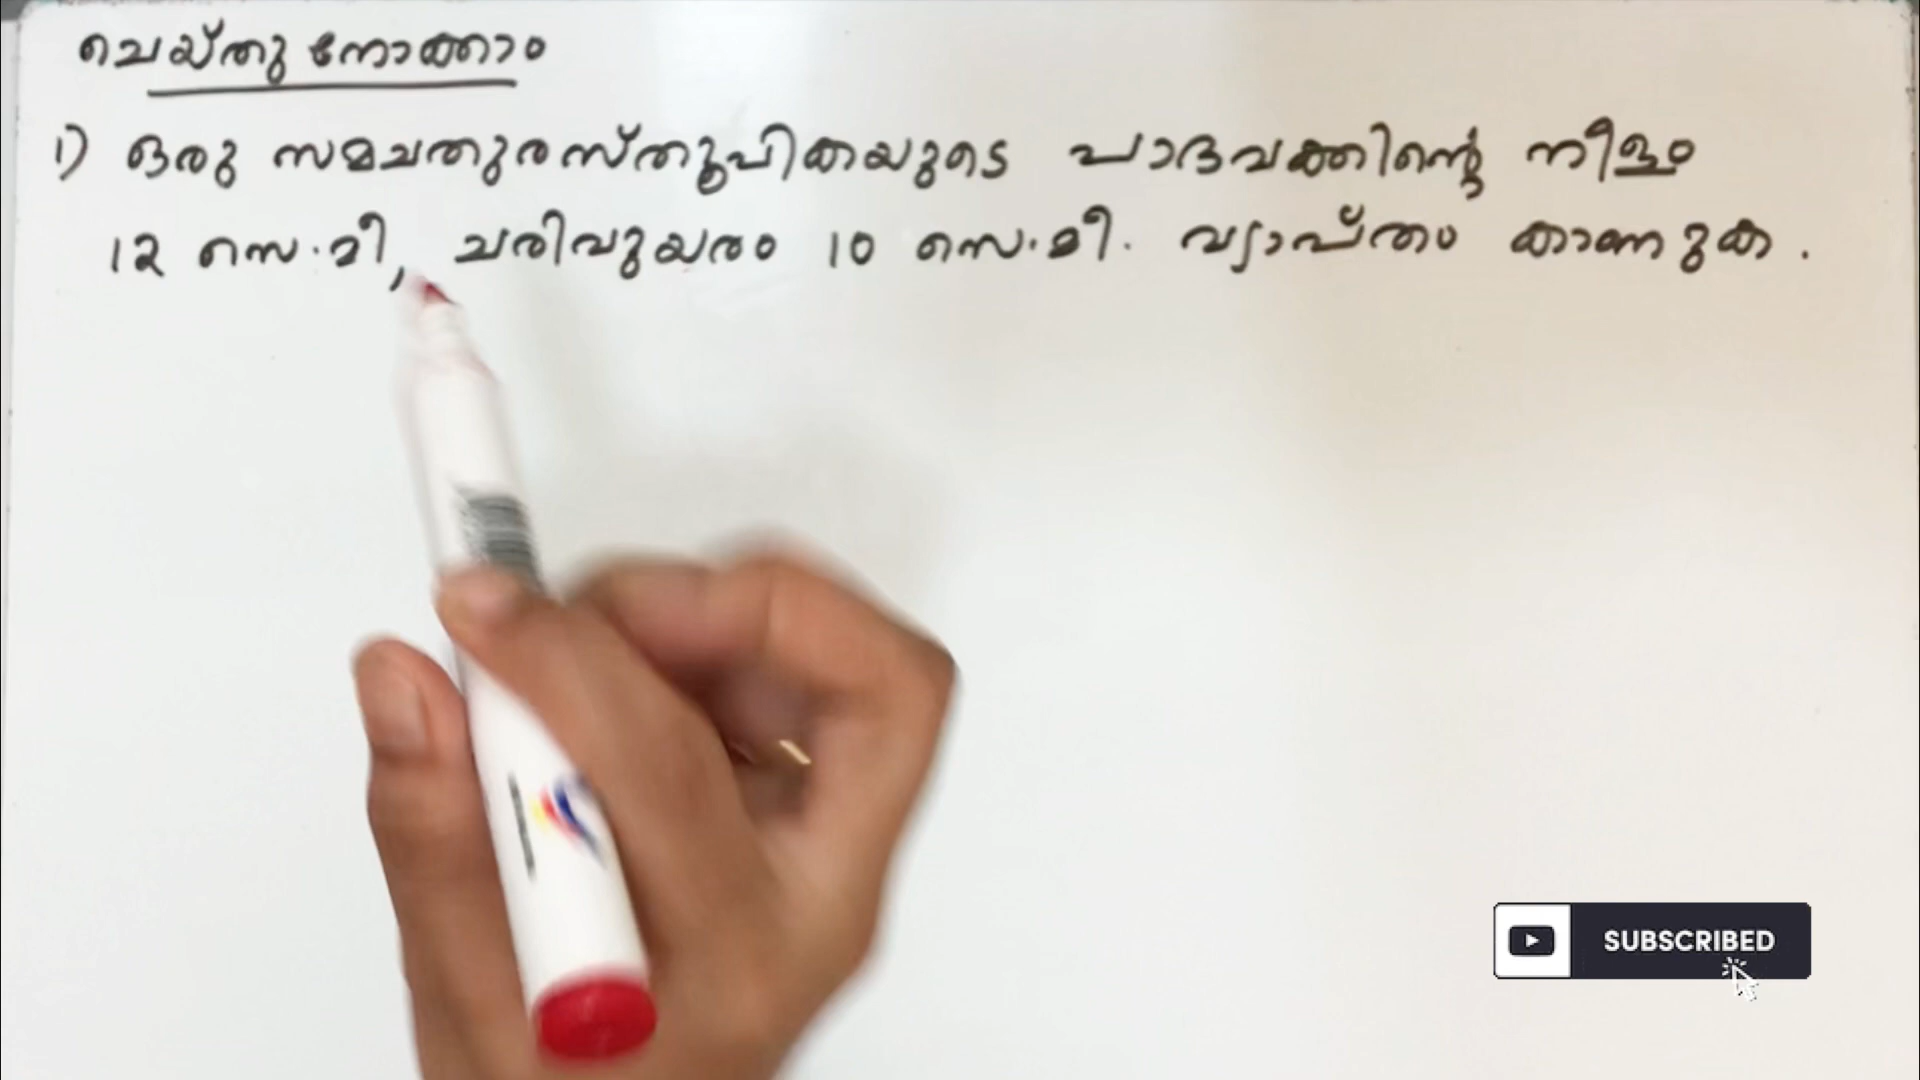 ചെയ്തു നോക്കാം
1) ഒരു സമചതുരസ്തൂപികയുടെ പാദവക്കിന്റെ നീളം
12 സെ.മീ, ചരിവുയരം 10 സെ.മീ. വ്യാപ്തം കാണുക.
SUBSCRIBED